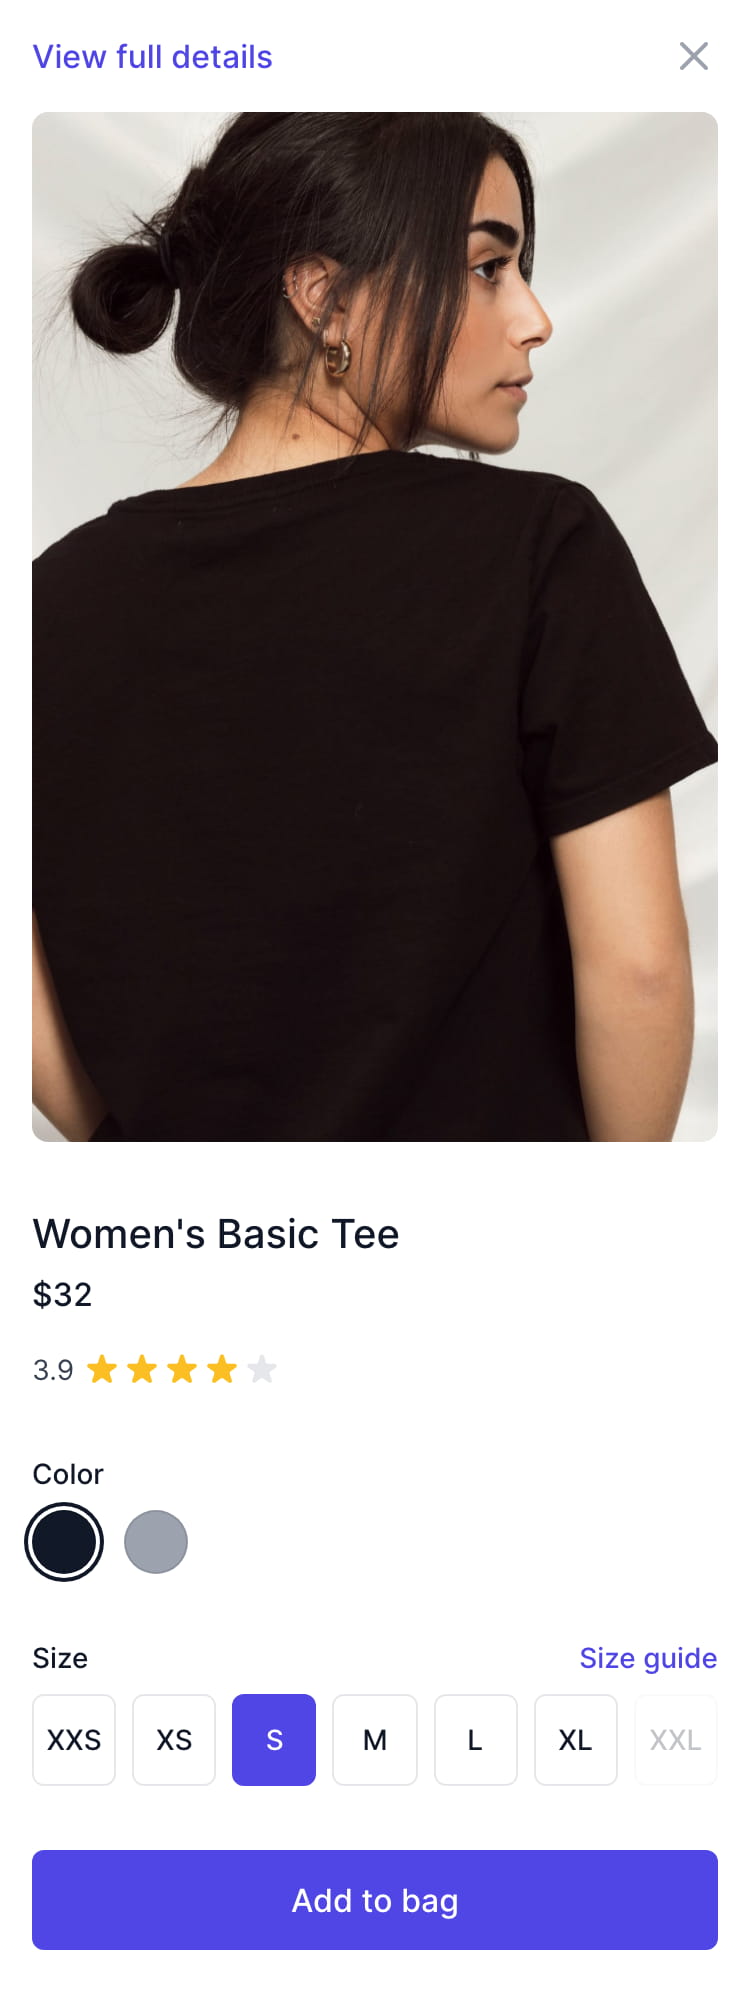 View full details
Women's Basic Tee
$32
3.9
Color
Size Size guide
XXS XS S M L XL XXL
Add to bag